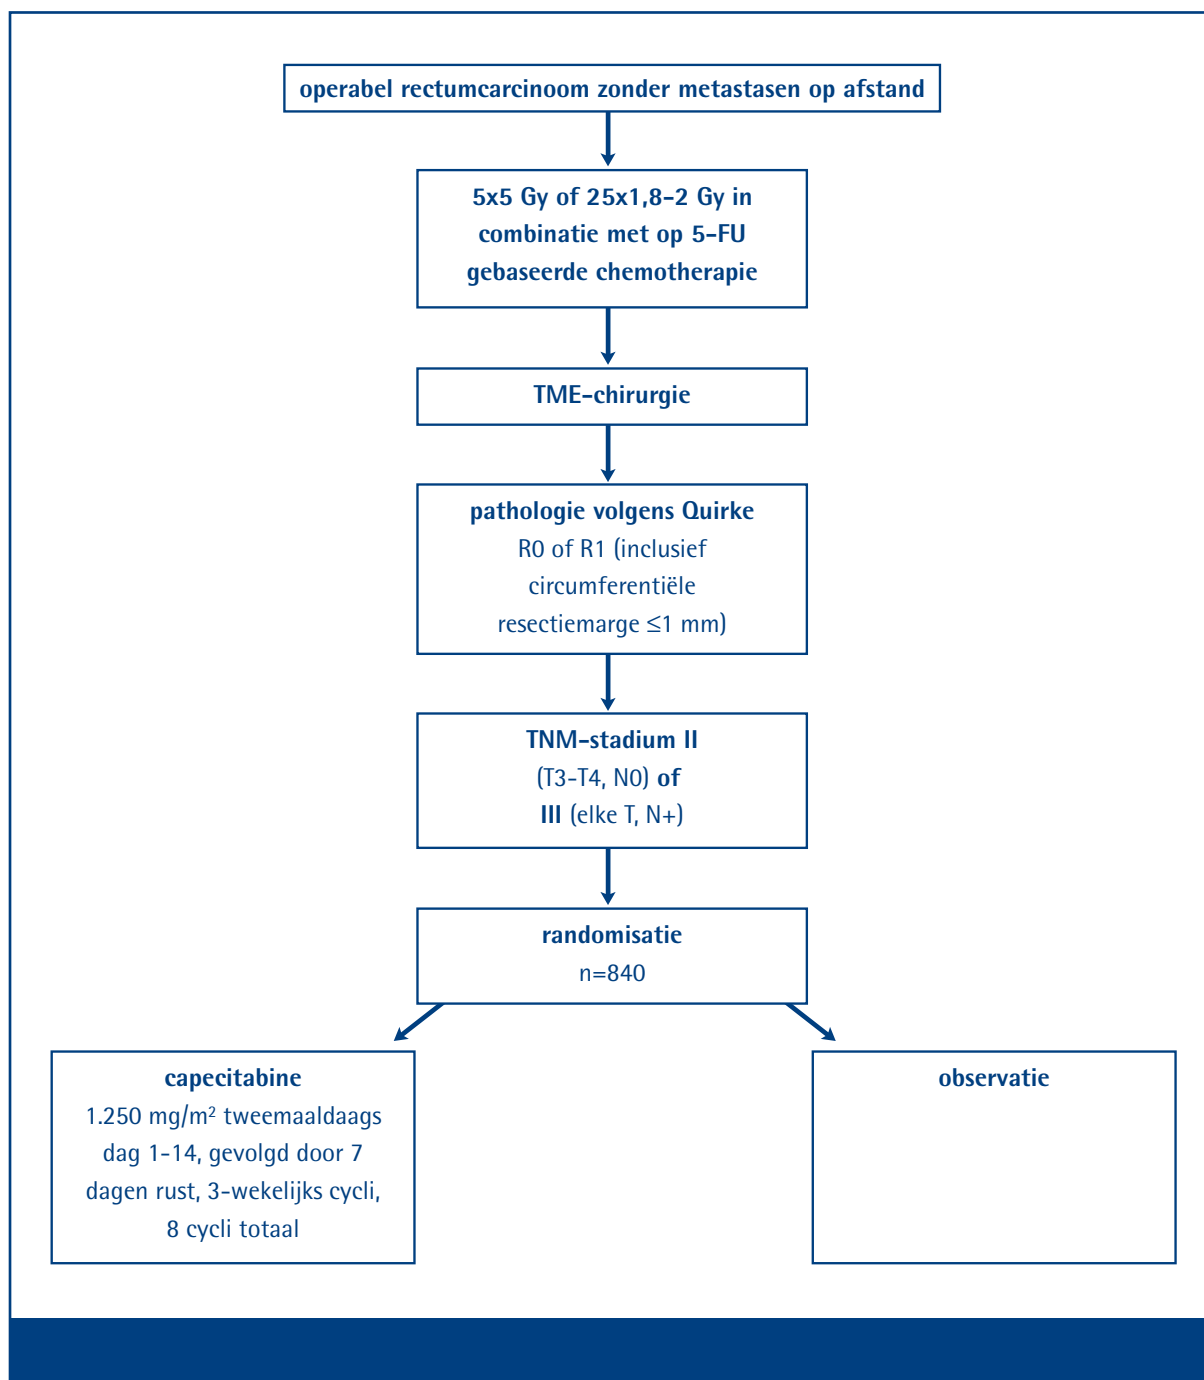 operabel rectumcarcinoom zonder metastasen op afstand
5x5 Gy of 25x1,8-2 Gy in
combinatie met op 5-FU
gebaseerde chemotherapie
TME-chirurgie
pathologie volgens Quirke
R0 of R1 (inclusief
circumferentiële
resectiemarge ≤1 mm)
TNM-stadium II
(T3-T4, N0) of
III (elke T, N+)
randomisatie
n=840
capecitabine
1.250 mg/m² tweemaaldaags
dag 1-14, gevolgd door 7
dagen rust, 3-wekelijks cycli,
8 cycli totaal
observatie